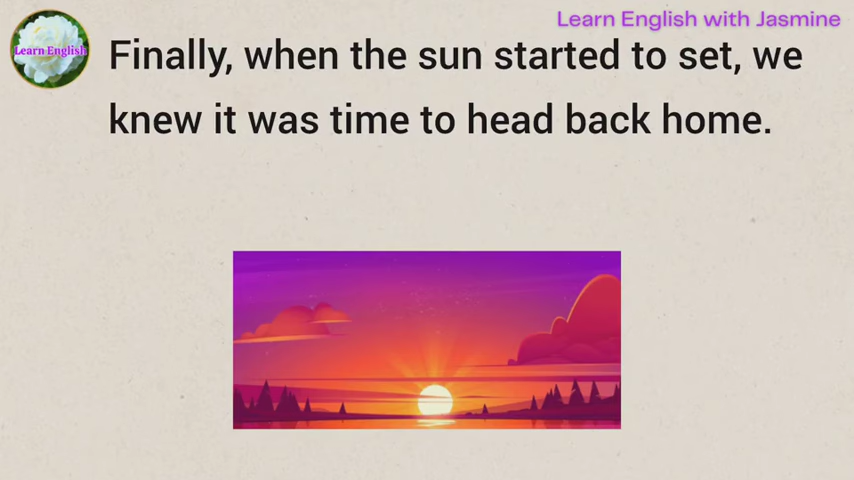 Learn English with Jasmine
Learn English
Finally, when the sun started to set, we
knew it was time to head back home.